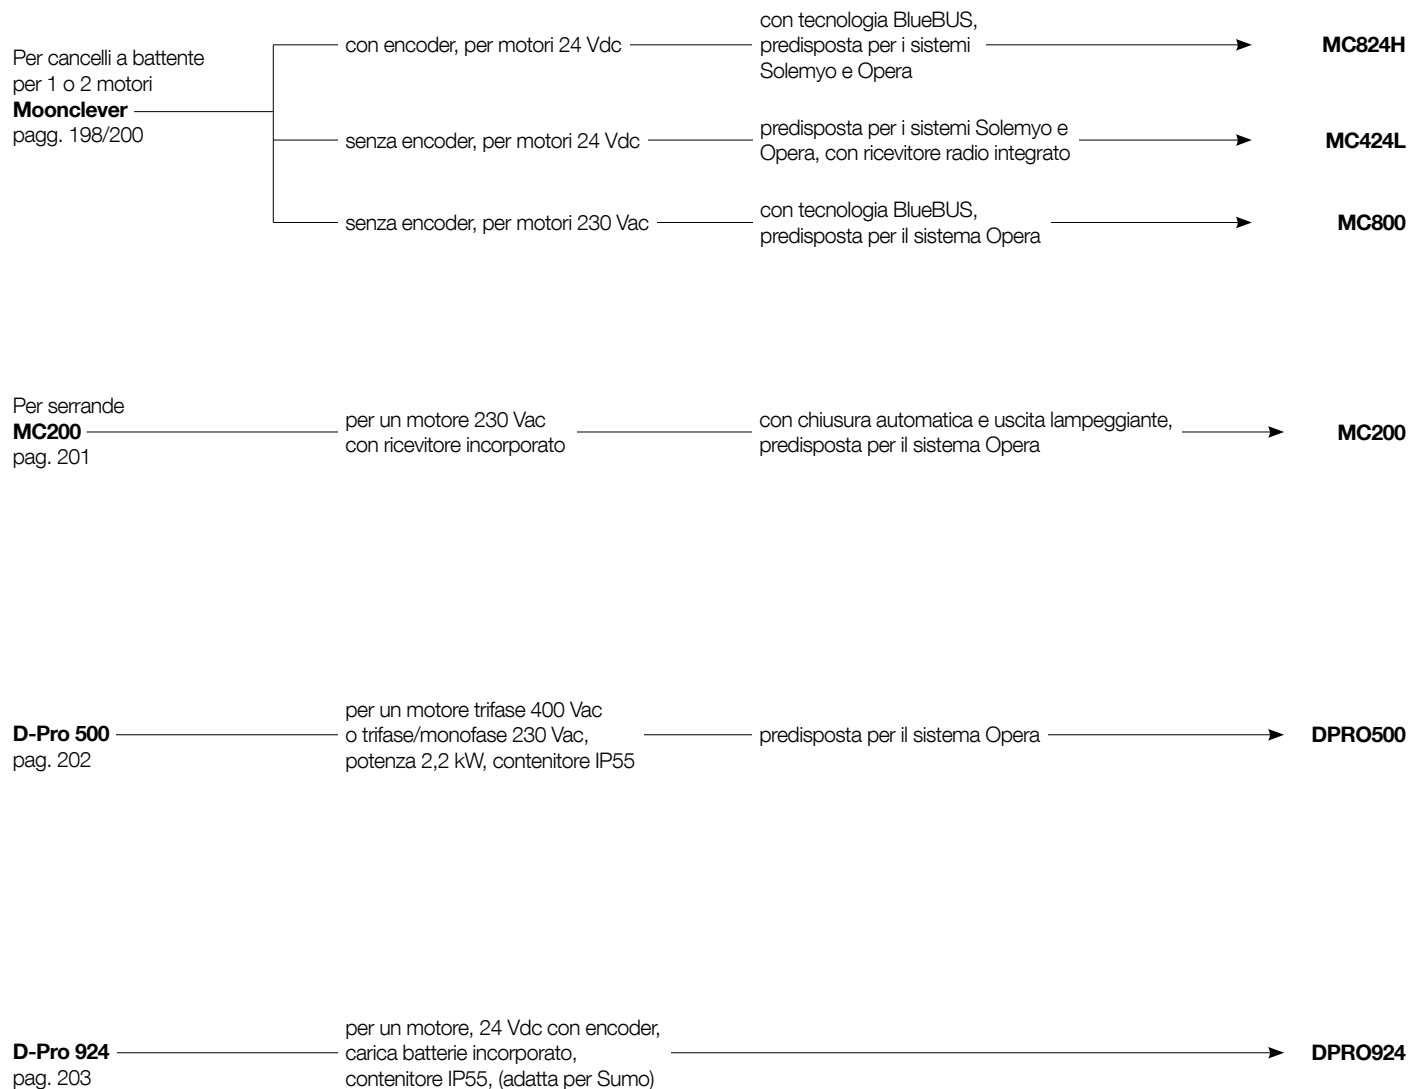 Per cancelli a battente
per 1 o 2 motori
Moonclever
pagg. 198/200
con encoder, per motori 24 Vdc
con tecnologia BlueBUS,
predisposta per i sistemi
Solemyo e Opera
MC824H
senza encoder, per motori 24 Vdc
predisposta per i sistemi Solemyo e
Opera, con ricevitore radio integrato
MC424L
senza encoder, per motori 230 Vac
con tecnologia BlueBUS,
predisposta per il sistema Opera
MC800
Per serrande
MC200
pag. 201
per un motore 230 Vac
con ricevitore incorporato
con chiusura automatica e uscita lampeggiante,
predisposta per il sistema Opera
MC200
D-Pro 500
pag. 202
per un motore trifase 400 Vac
o trifase/monofase 230 Vac,
potenza 2,2 kW, contenitore IP55
predisposta per il sistema Opera
DPRO500
D-Pro 924
pag. 203
per un motore, 24 Vdc con encoder,
carica batterie incorporato,
contenitore IP55, (adatta per Sumo)
DPRO924